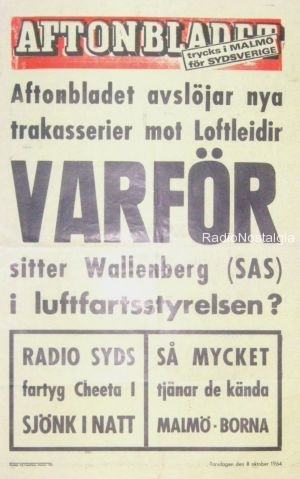 AFTONBLADET
trycks i MALMÖ
för SYDSVERIGE
Aftonbladet avslöjar nya
trakasserier mot Loftleidir
VARFÖR
RadioNostalgia
sitter Wallenberg (SAS)
i luftfartsstyrelsen?
RADIO SYDS
fartyg Cheeta I
SJÖNK I NATT
SÅ MYCKET
tjänar de kända
MALMÖ-BORNA
Torsdagen den 8 oktober 1964